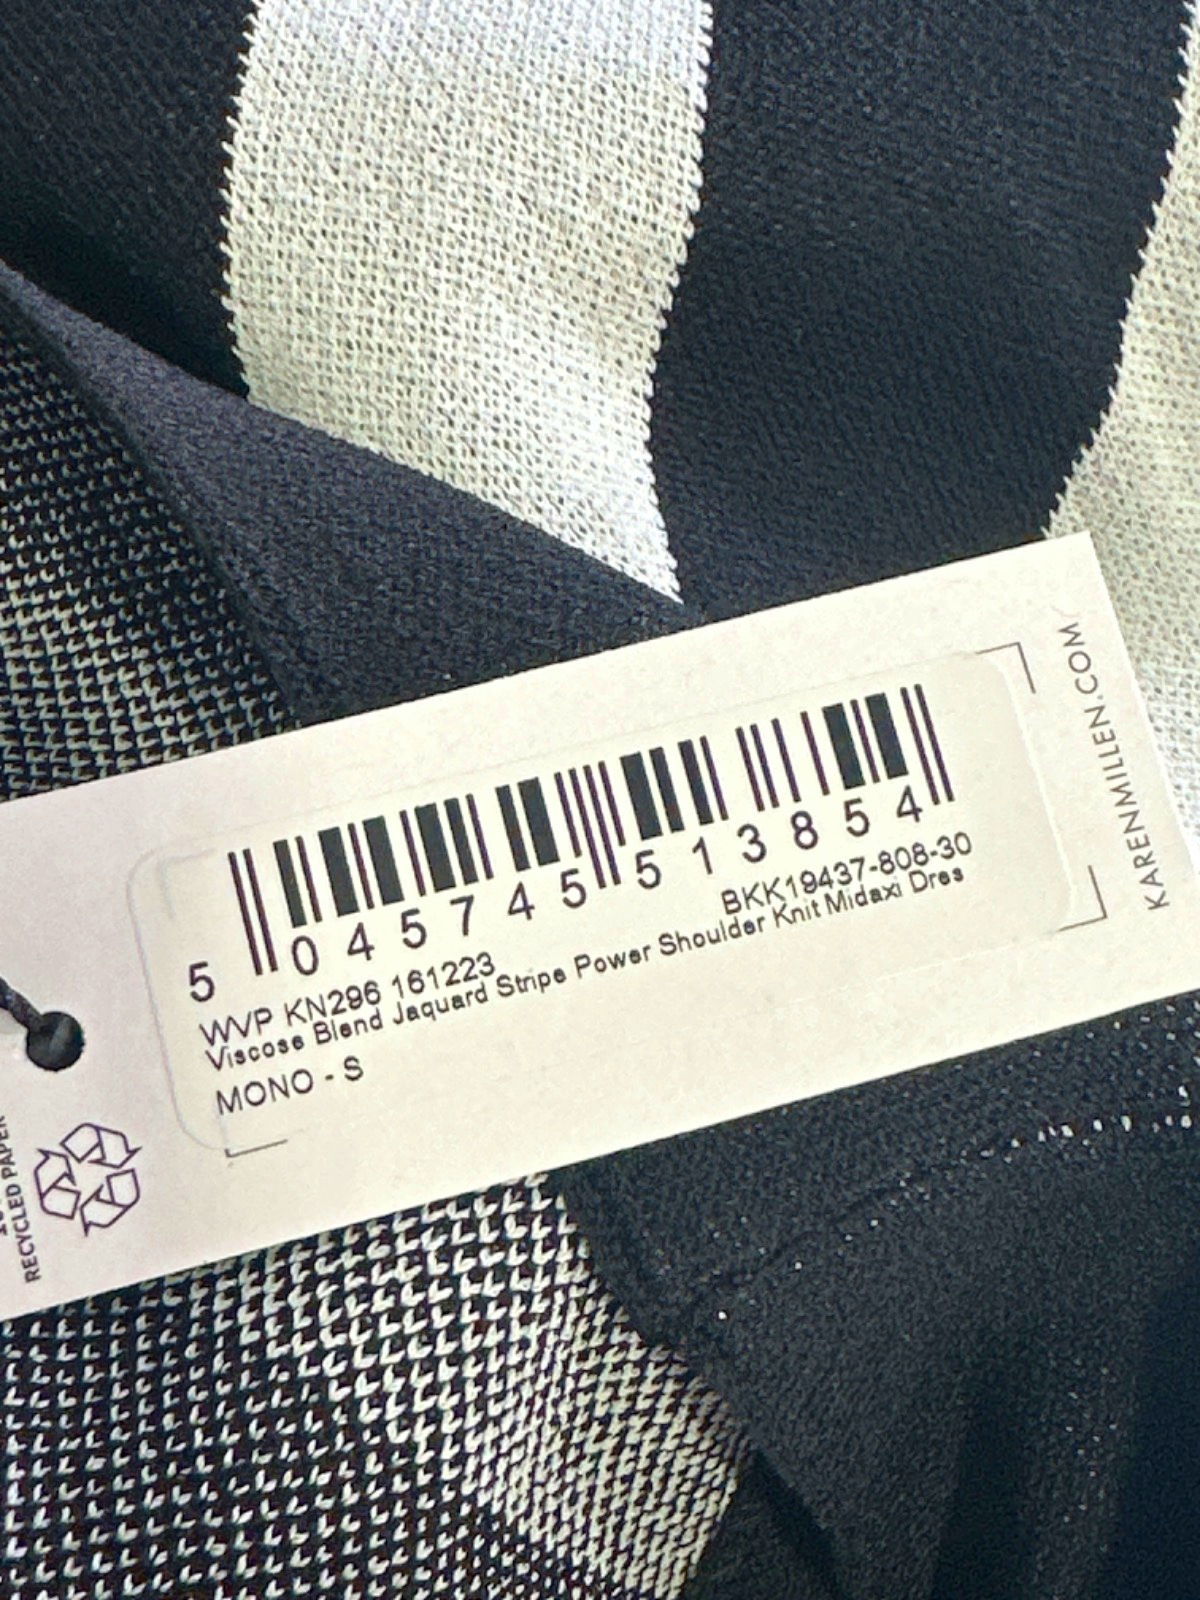 5 045745 513854
BKK19437-808-30
WVP KN296 161223
Viscose Blend Jaquard Stripe Power Shoulder Knit Midaxi Dres
MONO - S
KARENMILLEN.COM
RECYCLED PAPER